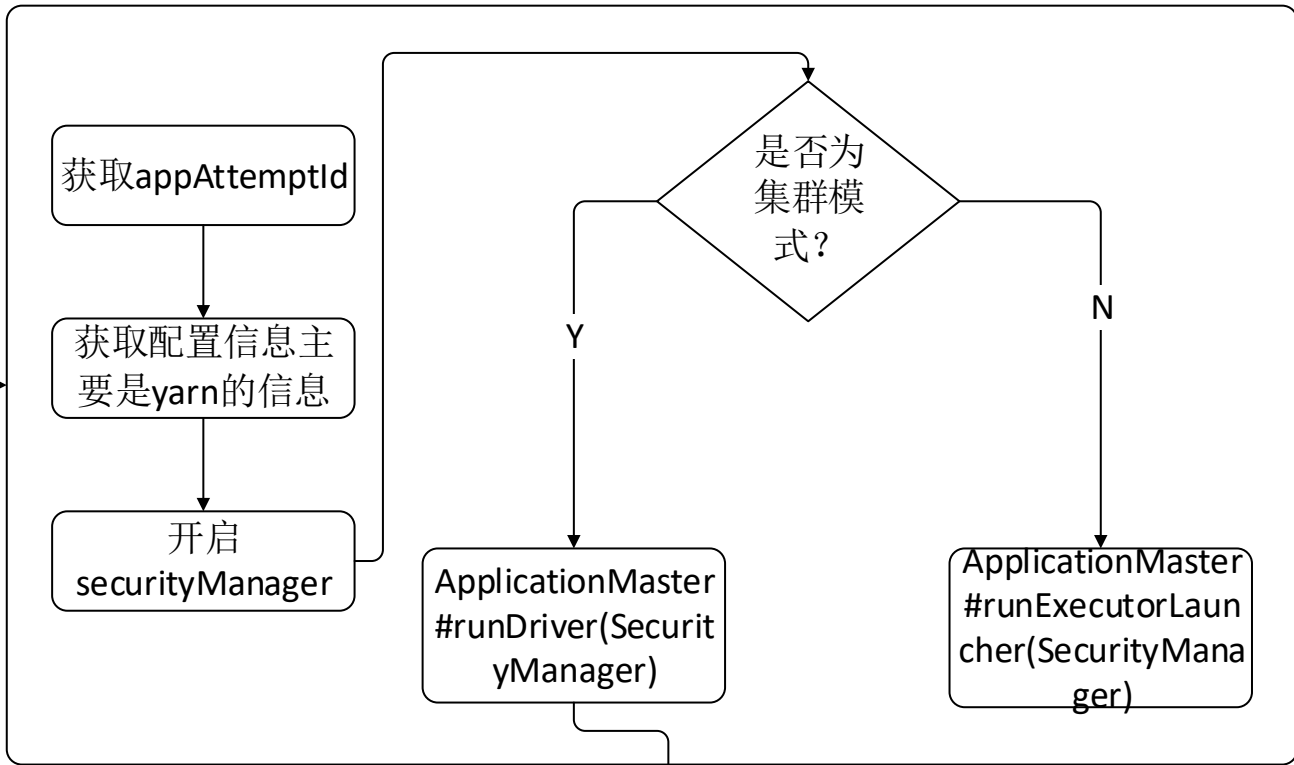 获取appAttemptId
获取配置信息主
要是yarn的信息
开启
securityManager
是否为
集群模
式？
Y
N
ApplicationMaster
#runDriver(Securit
yManager)
ApplicationMaster
#runExecutorLaun
cher(SecurityMana
ger)